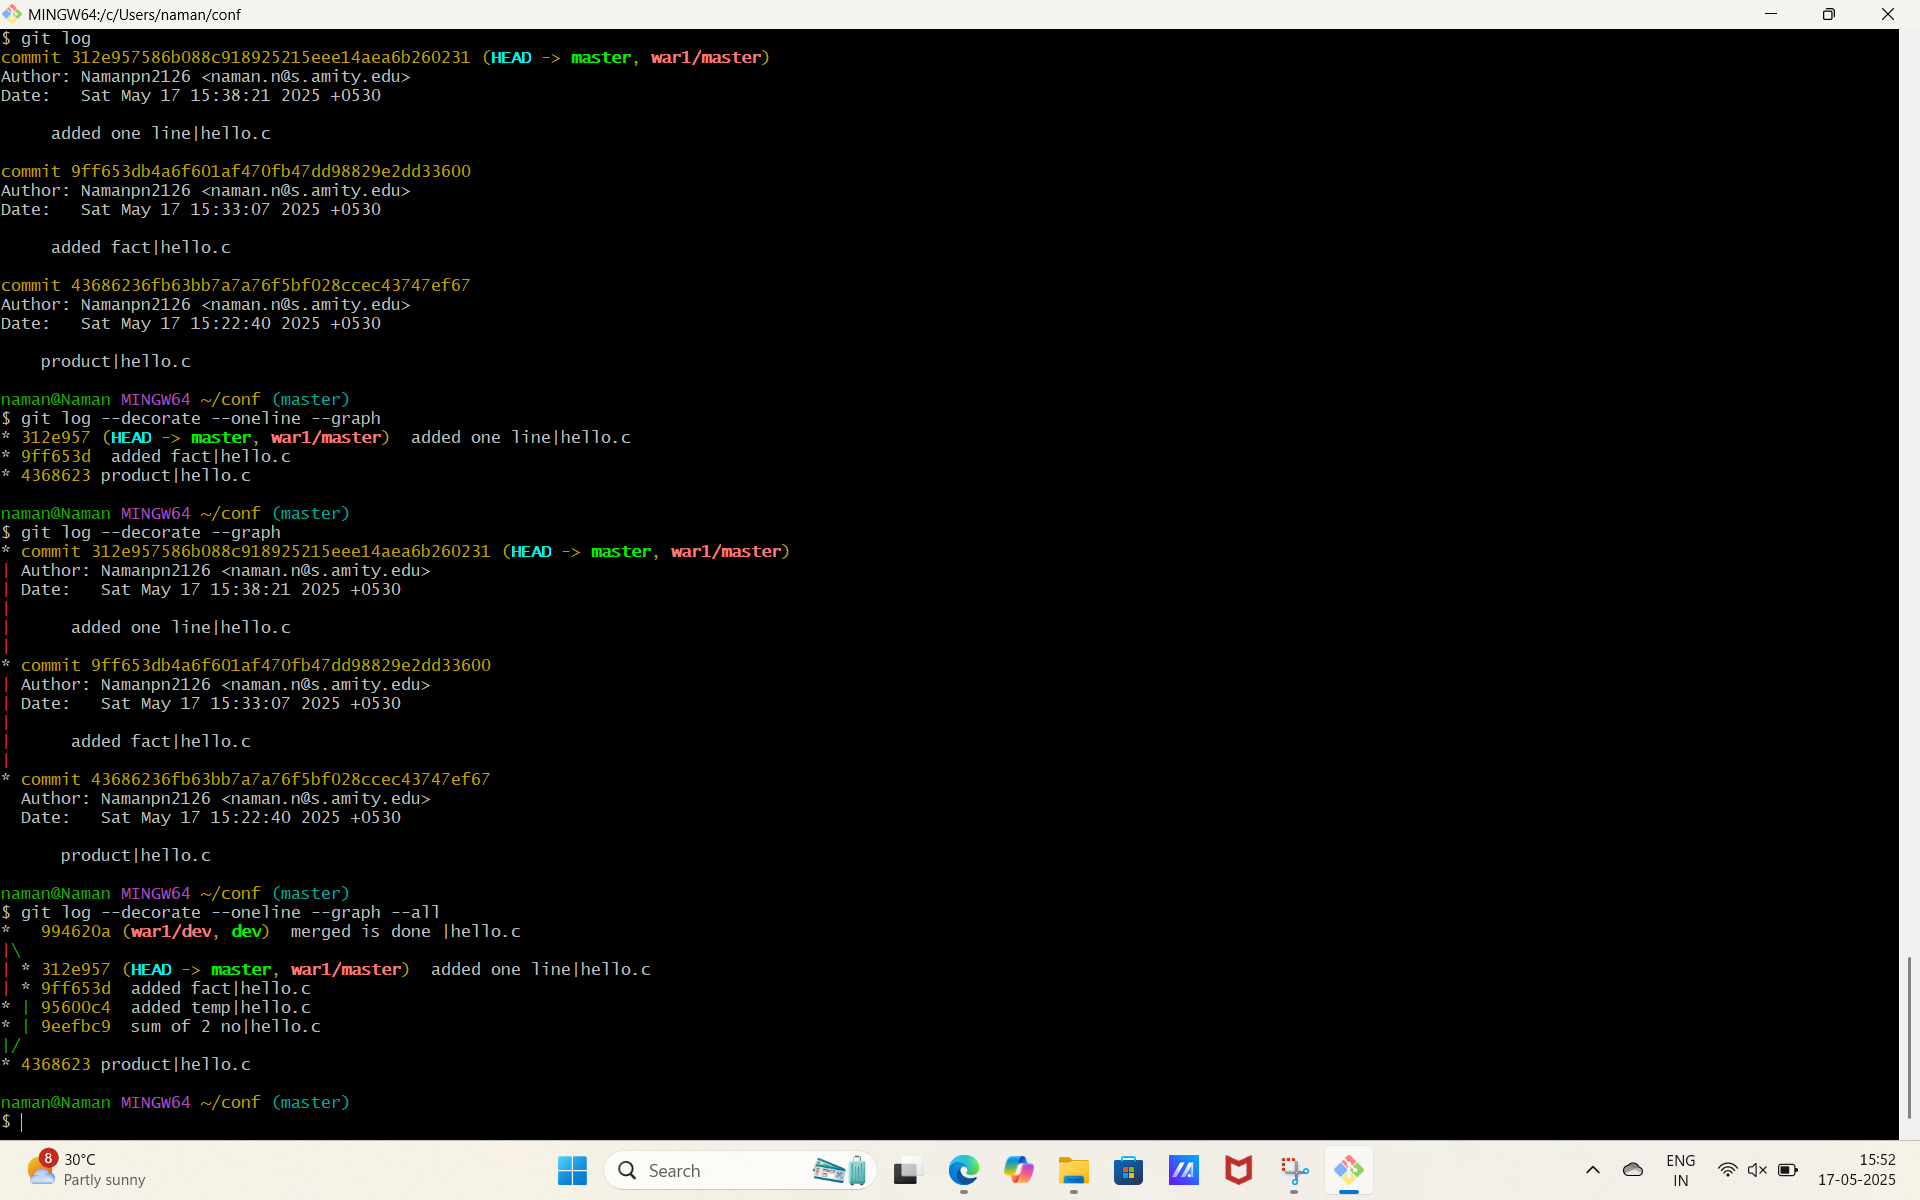 MINGW64:/c/Users/naman/conf
$ git log
commit 312e957586b088c918925215eee14aea6b260231 (HEAD -> master, war1/master)
Author: Namanpn2126 <naman.n@s.amity.edu>
Date:   Sat May 17 15:38:21 2025 +0530
     added one line|hello.c
commit 9ff653db4a6f601af470fb47dd98829e2dd33600
Author: Namanpn2126 <naman.n@s.amity.edu>
Date:   Sat May 17 15:33:07 2025 +0530
     added fact|hello.c
commit 43686236fb63bb7a7a76f5bf028ccec43747ef67
Author: Namanpn2126 <naman.n@s.amity.edu>
Date:   Sat May 17 15:22:40 2025 +0530
    product|hello.c
naman@Naman MINGW64 ~/conf (master)
$ git log --decorate --oneline --graph
* 312e957 (HEAD -> master, war1/master)  added one line|hello.c
* 9ff653d  added fact|hello.c
* 4368623 product|hello.c
naman@Naman MINGW64 ~/conf (master)
$ git log --decorate --graph
* commit 312e957586b088c918925215eee14aea6b260231 (HEAD -> master, war1/master)
| Author: Namanpn2126 <naman.n@s.amity.edu>
| Date:   Sat May 17 15:38:21 2025 +0530
|
|      added one line|hello.c
|
* commit 9ff653db4a6f601af470fb47dd98829e2dd33600
| Author: Namanpn2126 <naman.n@s.amity.edu>
| Date:   Sat May 17 15:33:07 2025 +0530
|
|      added fact|hello.c
|
* commit 43686236fb63bb7a7a76f5bf028ccec43747ef67
  Author: Namanpn2126 <naman.n@s.amity.edu>
  Date:   Sat May 17 15:22:40 2025 +0530
      product|hello.c
naman@Naman MINGW64 ~/conf (master)
$ git log --decorate --oneline --graph --all
*   994620a (war1/dev, dev)  merged is done |hello.c
|\
| * 312e957 (HEAD -> master, war1/master)  added one line|hello.c
| * 9ff653d  added fact|hello.c
* | 95600c4  added temp|hello.c
* | 9eefbc9  sum of 2 no|hello.c
|/
* 4368623 product|hello.c
naman@Naman MINGW64 ~/conf (master)
$
8
30°C
Partly sunny
Search
ENG
IN
15:52
17-05-2025